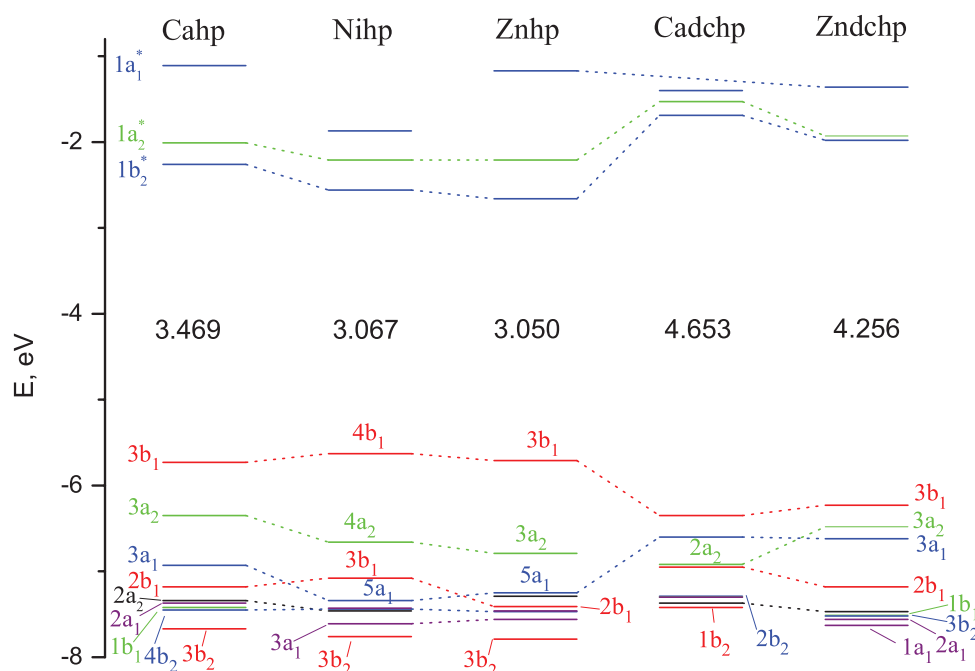 Cahp Nihp Znhp Cadchp Zndchp
1a₁*
1a₂*
-2
1b₂*
-4
3.469 3.067 3.050 4.653 4.256
E, eV
3b₁ 4b₁ 3b₁
-6
3b₁
3a₂ 4a₂ 3a₂ 2a₂ 3a₂
3a₁ 3b₁ 5a₁ 3a₁
2b₁ 5a₁ 2b₁ 2b₁
2a₂ 1b₁
2a₁ 3b₂
1b₁ 3a₁ 1b₂ 2b₂ 2a₁
4b₂ 3b₂ 3b₂ 3b₂ 1a₁
-8